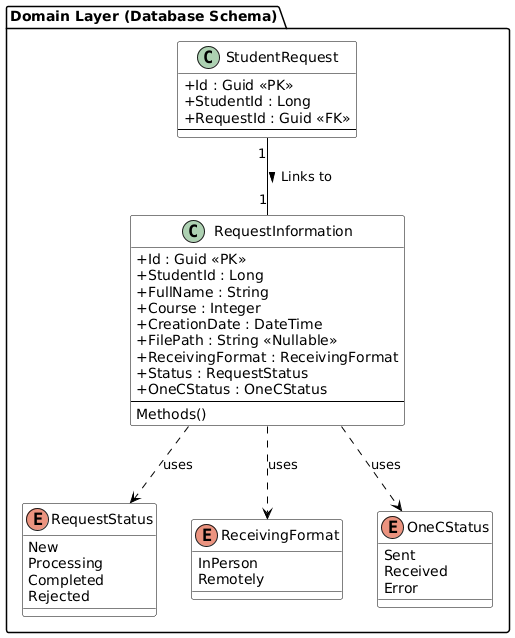 Domain Layer (Database Schema)
C StudentRequest
+Id : Guid «PK»
+StudentId : Long
+RequestId : Guid «FK»
1
Links to
1
C RequestInformation
+Id : Guid «PK»
+StudentId : Long
+FullName : String
+Course : Integer
+CreationDate : DateTime
+FilePath : String «Nullable»
+ReceivingFormat : ReceivingFormat
+Status : RequestStatus
+OneCStatus : OneCStatus
Methods()
uses
uses
uses
E RequestStatus
New
Processing
Completed
Rejected
E ReceivingFormat
InPerson
Remotely
E OneCStatus
Sent
Received
Error